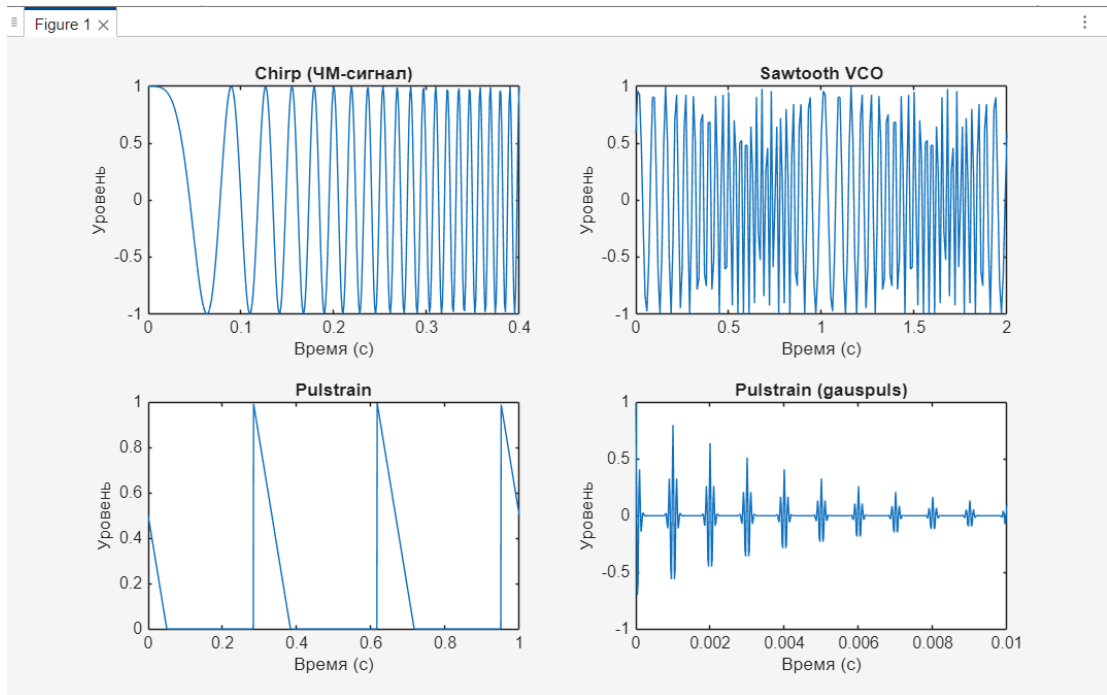 Figure 1
Chirp (ЧМ-сигнал)
1
0.5
0
-0.5
-1
Уровень
0 0.1 0.2 0.3 0.4
Время (с)
Sawtooth VCO
1
0.5
0
-0.5
-1
Уровень
0 0.5 1 1.5 2
Время (с)
Pulstrain
1
0.8
0.6
0.4
0.2
0
Уровень
0 0.2 0.4 0.6 0.8 1
Время (с)
Pulstrain (gauspuls)
1
0.5
0
-0.5
-1
Уровень
0 0.002 0.004 0.006 0.008 0.01
Время (с)